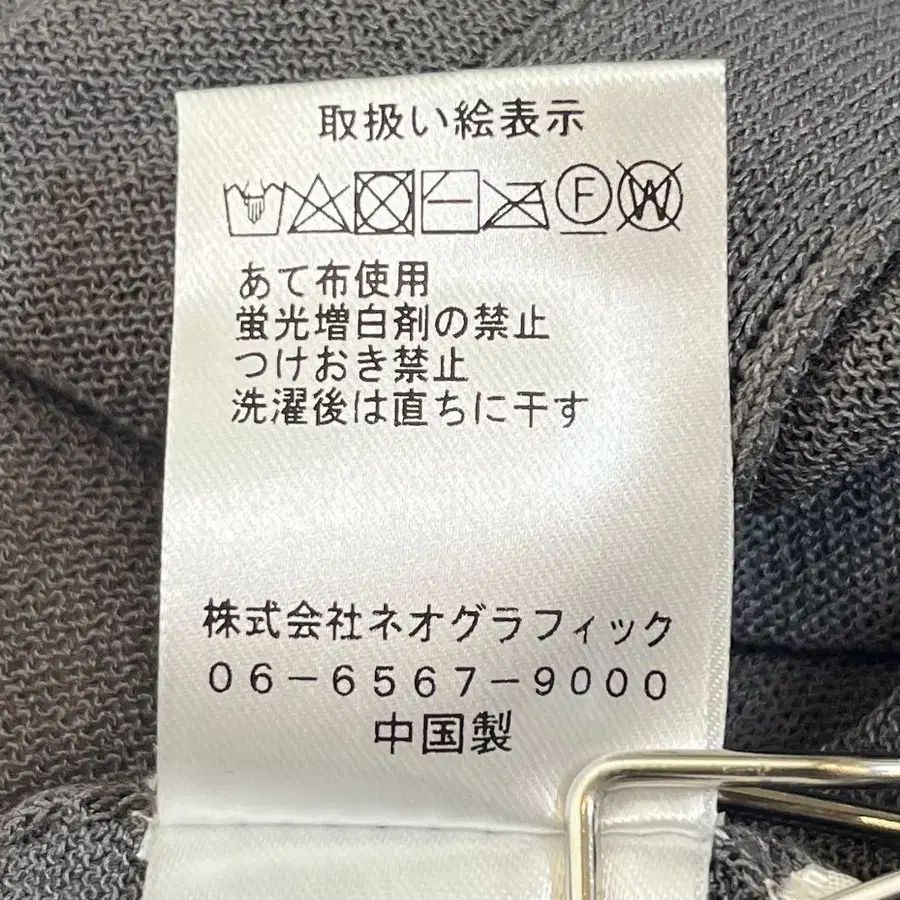 取扱い絵表示
F W
あて布使用
蛍光増白剤の禁止
つけおき禁止
洗濯後は直ちに干す
株式会社ネオグラフィック
06-6567-9000
中国製